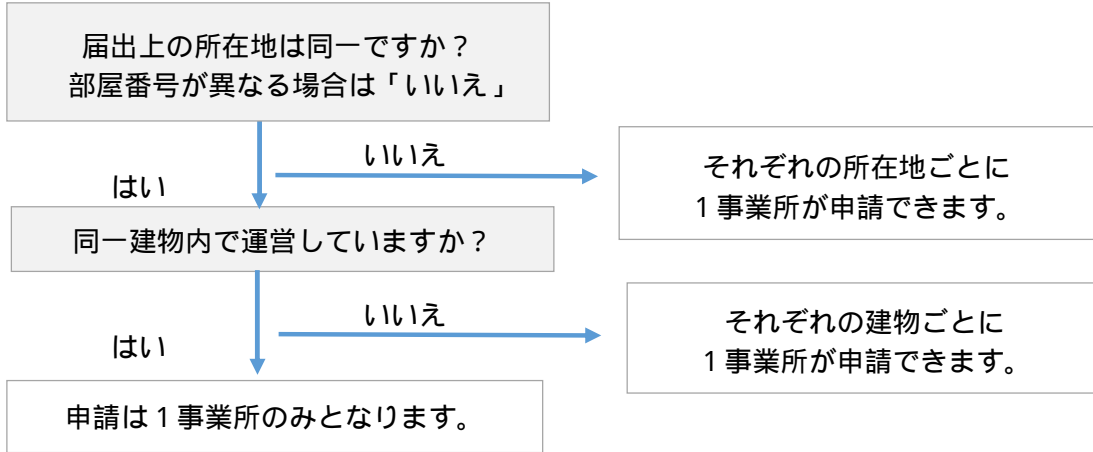 届出上の所在地は同一ですか？
部屋番号が異なる場合は「いいえ」
いいえ
はい
それぞれの所在地ごとに
１事業所が申請できます。
同一建物内で運営していますか？
いいえ
はい
それぞれの建物ごとに
１事業所が申請できます。
申請は１事業所のみとなります。